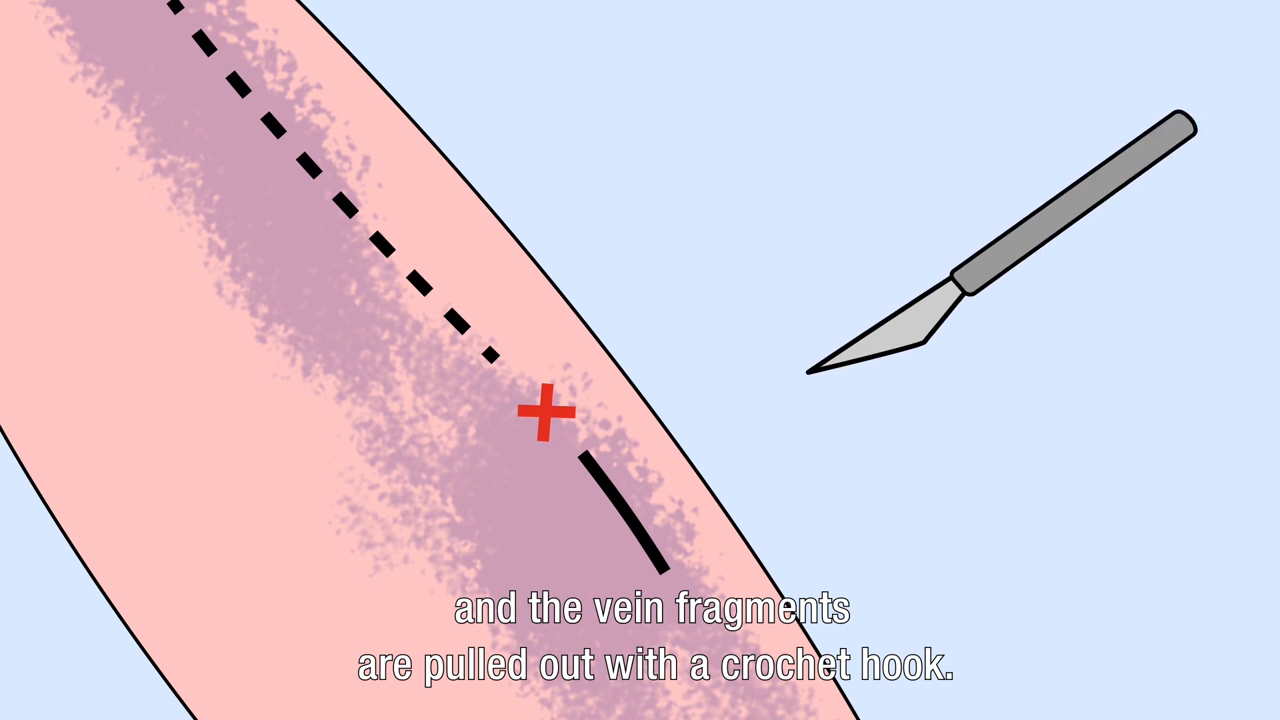 and the vein fragments
are pulled out with a crochet hook.